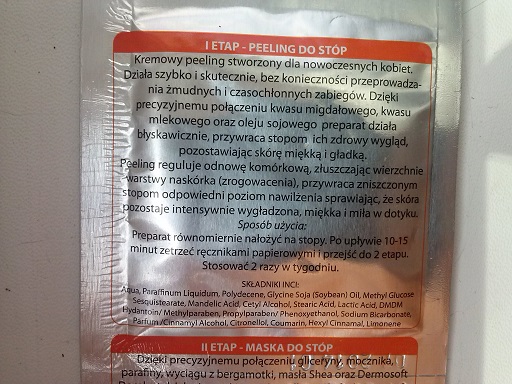 I ETAP - PEELING DO STÓP
Kremowy peeling stworzony dla nowoczesnych kobiet.
Działa szybko i skutecznie, bez konieczności przeprowadza-
nia żmudnych i czasochłonnych zabiegów. Dzięki
precyzyjnemu połączeniu kwasu migdałowego, kwasu
mlekowego oraz oleju sojowego preparat działa
błyskawicznie, przywraca stopom ich zdrowy wygląd,
pozostawiając skórę miękką i gładką.
Peeling reguluje odnowę komórkową, złuszczając wierzchnie
warstwy naskórka (zrogowacenia), przywraca zniszczonym
stopom odpowiedni poziom nawilżenia sprawiając, że skóra
pozostaje intensywnie wygładzona, miękka i miła w dotyku.
Sposób użycia:
Preparat równomiernie nałożyć na stopy. Po upływie 10-15
minut zetrzeć ręcznikami papierowymi i przejść do 2 etapu.
Stosować 2 razy w tygodniu.
SKŁADNIKI INCI:
Aqua, Paraffinum Liquidum, Polydecene, Glycine Soja (Soybean) Oil, Methyl Glucose
Sesquistearate, Mandelic Acid, Cetyl Alcohol, Stearic Acid, Lactic Acid, DMDM
Hydantoin/ Methylparaben, Propylparaben/ Phenoxyethanol, Sodium Bicarbonate,
Parfum /Cinnamyl Alcohol, Citronellol, Coumarin, Hexyl Cinnamal, Limonene
II ETAP - MASKA DO STÓP
Dzięki precyzyjnemu połączeniu gliceryny, mocznika,
parafiny, wyciągu z bergamotki, masła Shea oraz Dermosoft